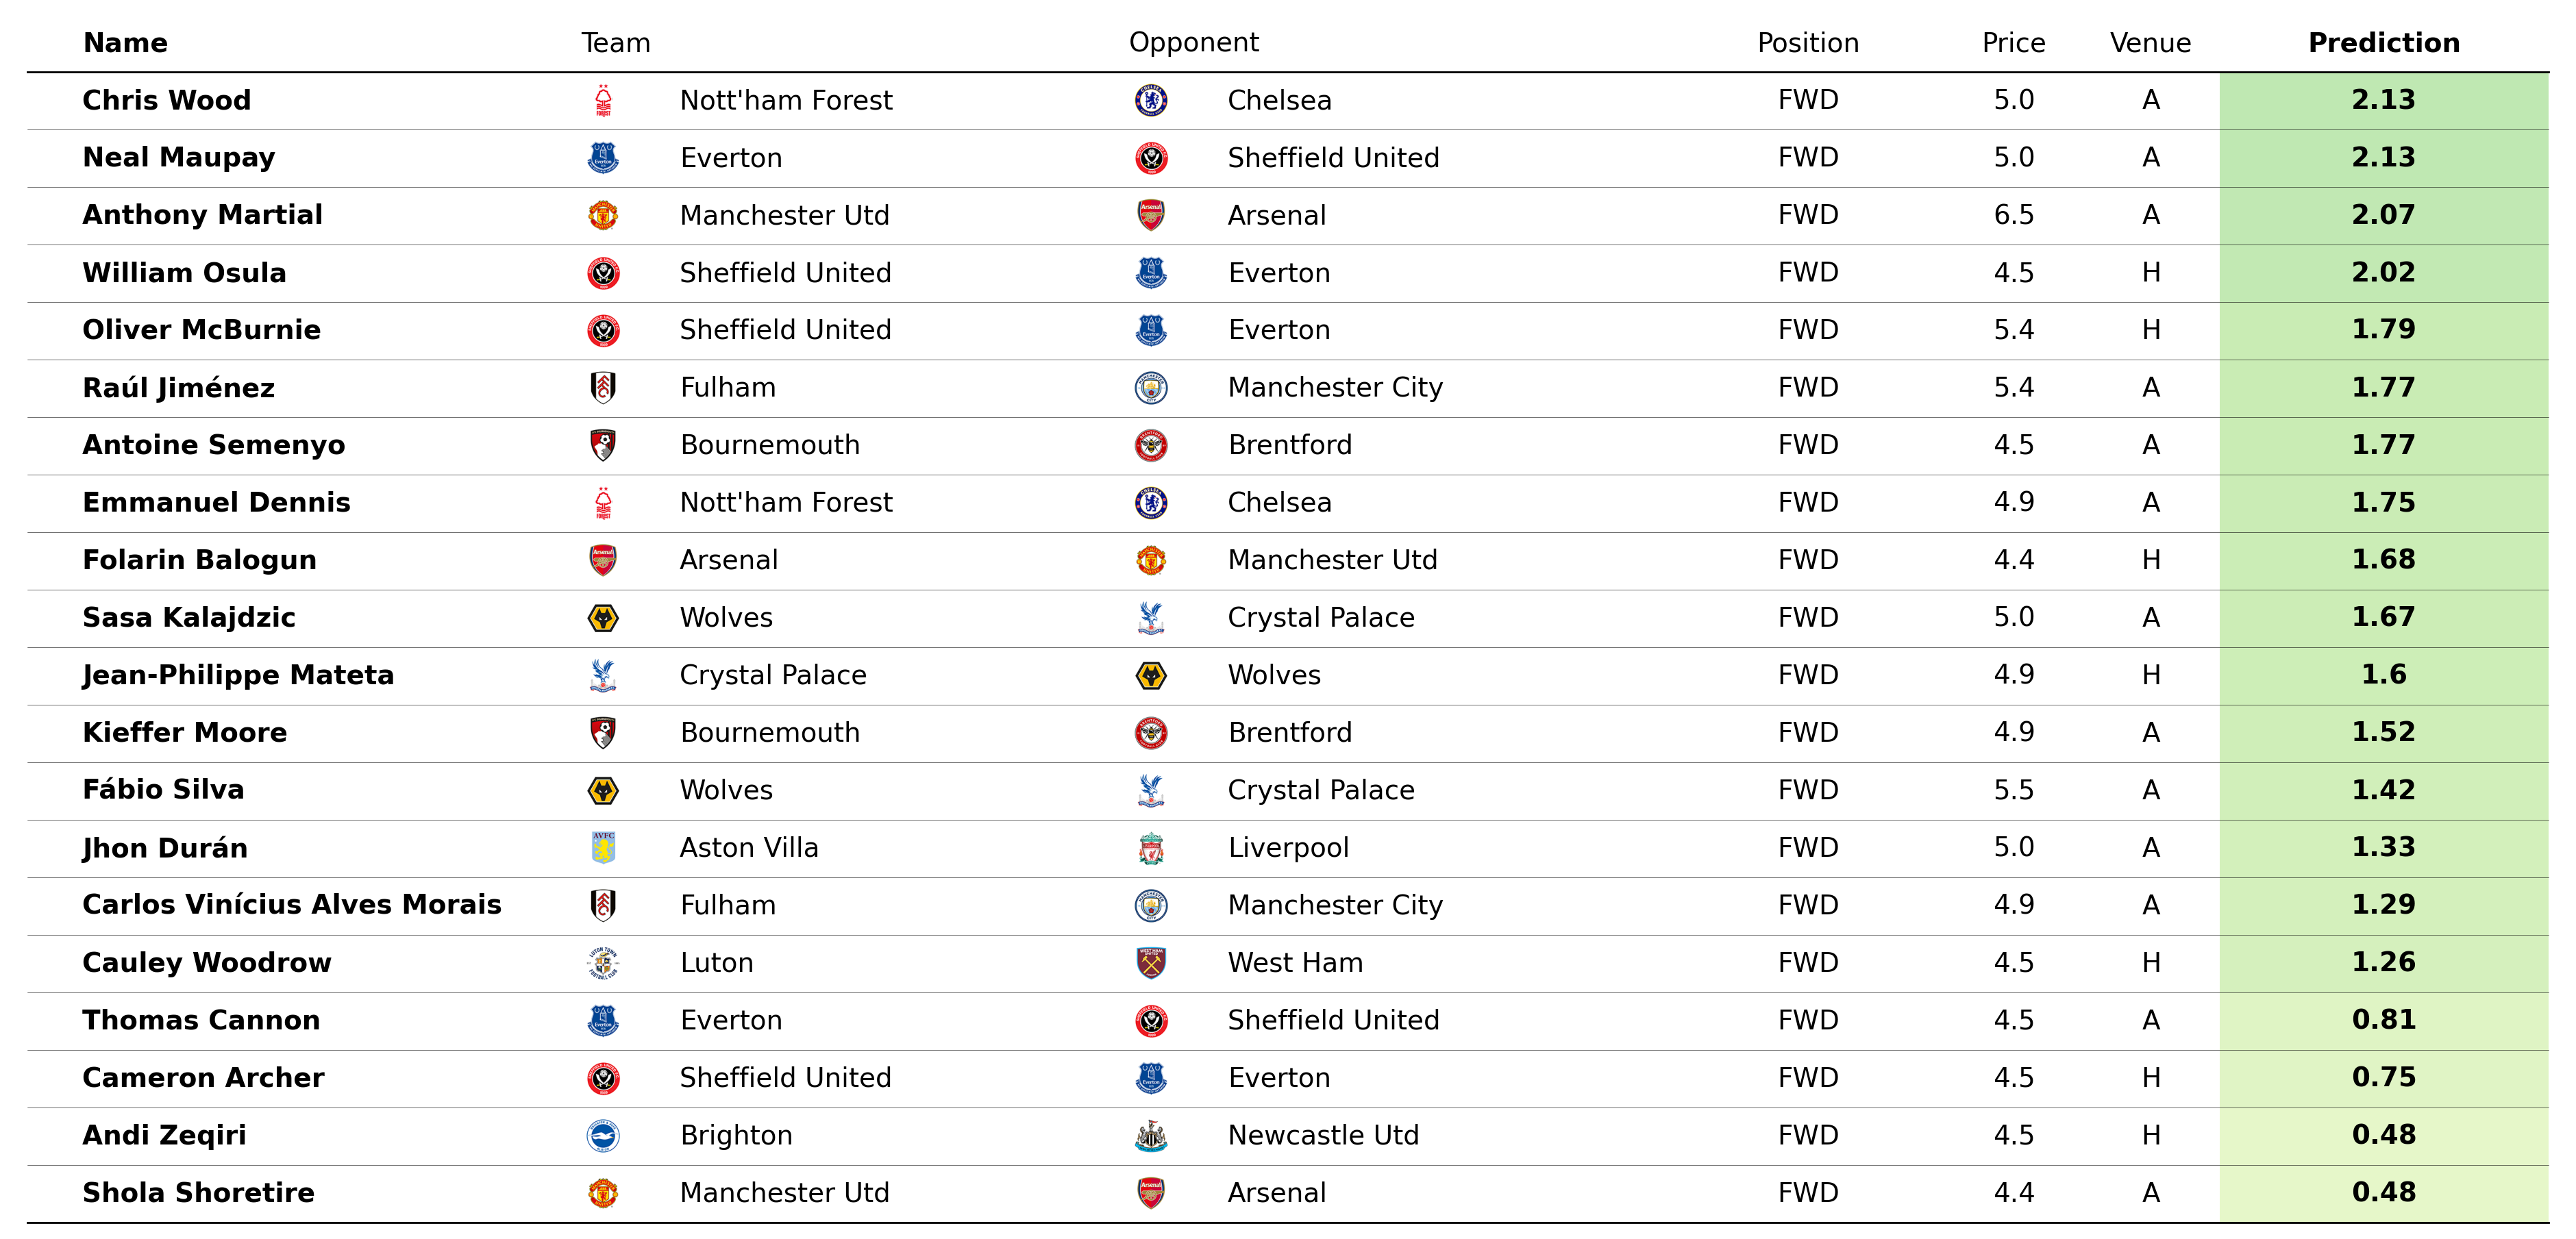 Name Team Opponent Position Price Venue Prediction
Chris Wood Nott'ham Forest Chelsea FWD 5.0 A 2.13
Neal Maupay Everton Sheffield United FWD 5.0 A 2.13
Anthony Martial Manchester Utd Arsenal FWD 6.5 A 2.07
William Osula Sheffield United Everton FWD 4.5 H 2.02
Oliver McBurnie Sheffield United Everton FWD 5.4 H 1.79
Raúl Jiménez Fulham Manchester City FWD 5.4 A 1.77
Antoine Semenyo Bournemouth Brentford FWD 4.5 A 1.77
Emmanuel Dennis Nott'ham Forest Chelsea FWD 4.9 A 1.75
Folarin Balogun Arsenal Manchester Utd FWD 4.4 H 1.68
Sasa Kalajdzic Wolves Crystal Palace FWD 5.0 A 1.67
Jean-Philippe Mateta Crystal Palace Wolves FWD 4.9 H 1.6
Kieffer Moore Bournemouth Brentford FWD 4.9 A 1.52
Fábio Silva Wolves Crystal Palace FWD 5.5 A 1.42
Jhon Durán Aston Villa Liverpool FWD 5.0 A 1.33
Carlos Vinícius Alves Morais Fulham Manchester City FWD 4.9 A 1.29
Cauley Woodrow Luton West Ham FWD 4.5 H 1.26
Thomas Cannon Everton Sheffield United FWD 4.5 A 0.81
Cameron Archer Sheffield United Everton FWD 4.5 H 0.75
Andi Zeqiri Brighton Newcastle Utd FWD 4.5 H 0.48
Shola Shoretire Manchester Utd Arsenal FWD 4.4 A 0.48